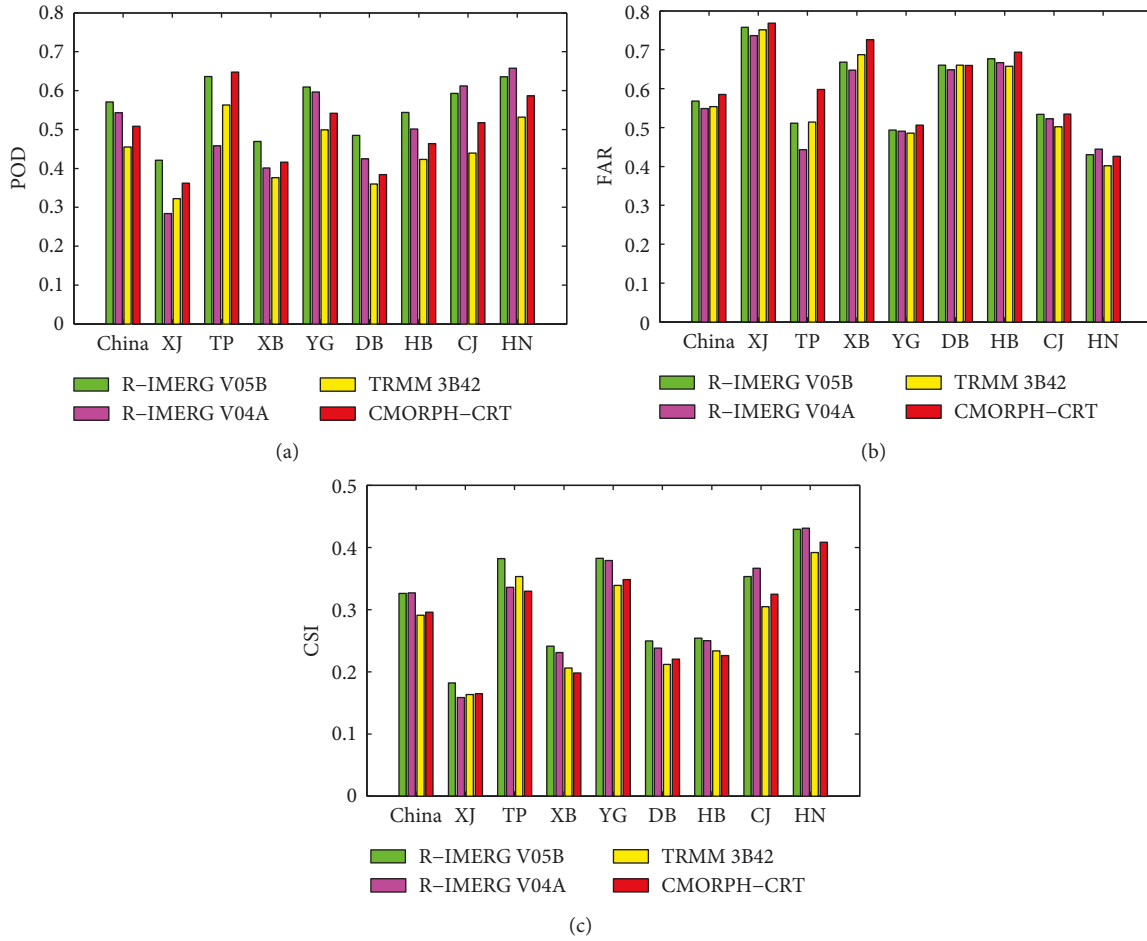 0.8
0.7
0.6
0.5
0.4
0.3
0.2
0.1
0
POD
China XJ TP XB YG DB HB CJ HN
R–IMERG V05B TRMM 3B42
R–IMERG V04A CMORPH–CRT
(a)
0.8
0.7
0.6
0.5
0.4
0.3
0.2
0.1
0
FAR
China XJ TP XB YG DB HB CJ HN
R–IMERG V05B TRMM 3B42
R–IMERG V04A CMORPH–CRT
(b)
0.5
0.4
0.3
0.2
0.1
0
CSI
China XJ TP XB YG DB HB CJ HN
R–IMERG V05B TRMM 3B42
R–IMERG V04A CMORPH–CRT
(c)